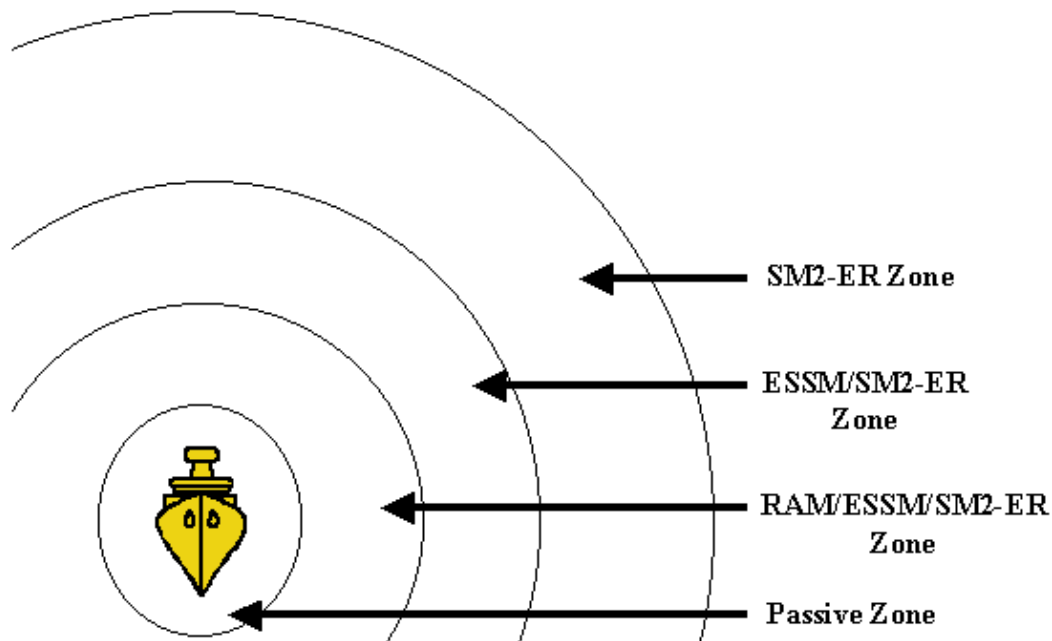 SM2-ER Zone
ESSM/SM2-ER
Zone
RAM/ESSM/SM2-ER
Zone
Passive Zone